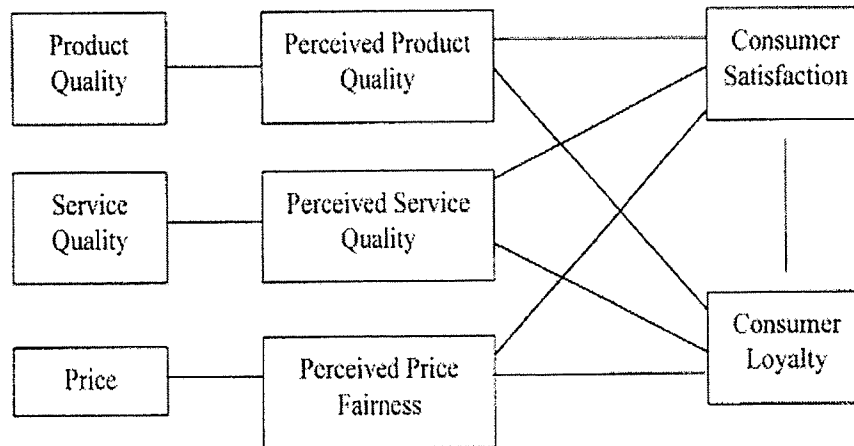 Product
Quality
Perceived Product
Quality
Consumer
Satisfaction
Service
Quality
Perceived Service
Quality
Price
Perceived Price
Fairness
Consumer
Loyalty